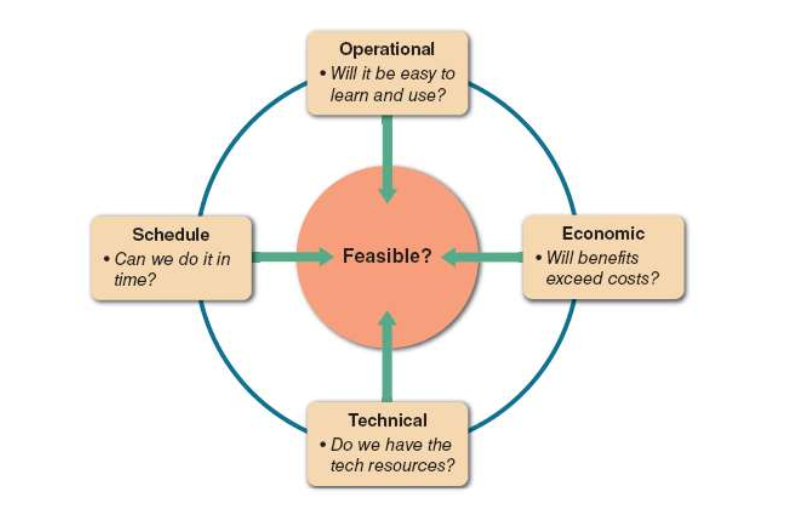 Operational
• Will it be easy to
learn and use?
Schedule
• Can we do it in
time?
Feasible?
Economic
• Will benefits
exceed costs?
Technical
• Do we have the
tech resources?